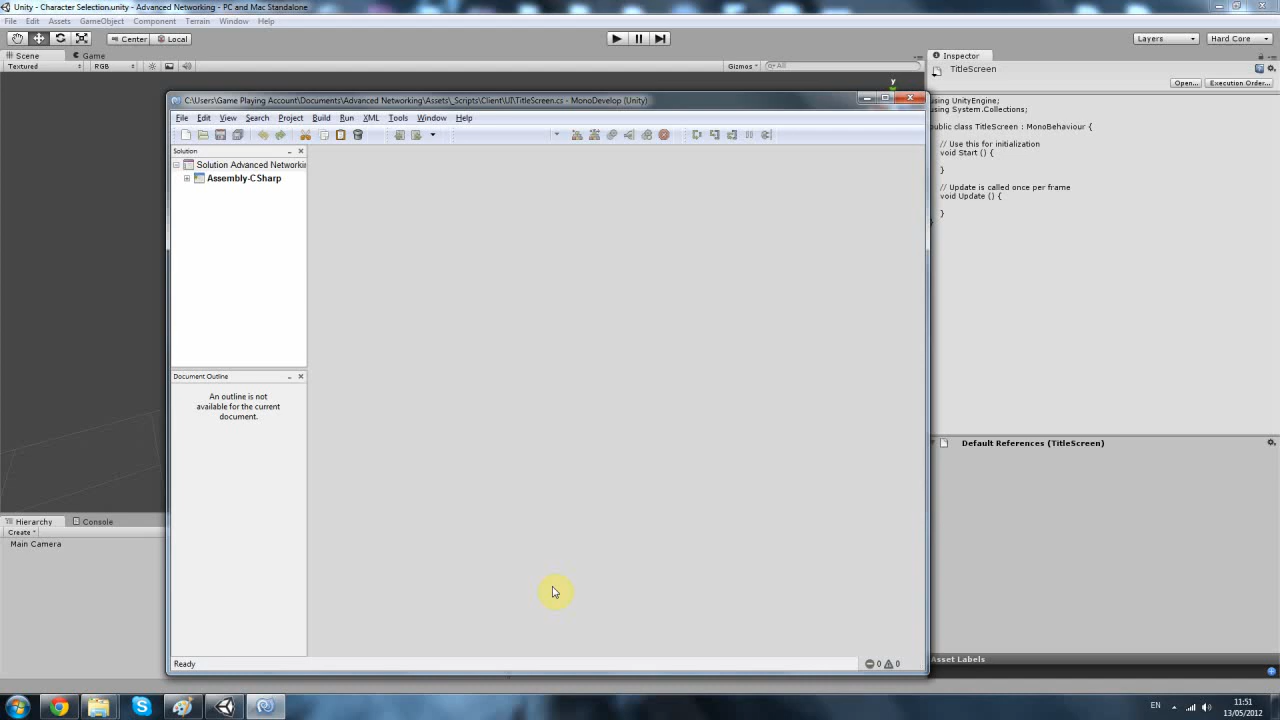 Unity - Character Selection.unity - Advanced Networking - PC and Mac Standalone
File Edit Assets GameObject Component Terrain Window Help
Center Local
Layers
Hard Core
Scene Game
Textured RGB
Gizmos All
Inspector
TitleScreen
Open... Execution Order...
using UnityEngine;
using System.Collections;
public class TitleScreen : MonoBehaviour {
// Use this for initialization
void Start () {
}
// Update is called once per frame
void Update () {
}
}
Default References (TitleScreen)
Asset Labels
C:\Users\Game Playing Account\Documents\Advanced Networking\Assets\_Scripts\Client\UI\TitleScreen.cs - MonoDevelop (Unity)
File Edit View Search Project Build Run XML Tools Window Help
Solution
Solution Advanced Networkin
Assembly-CSharp
Document Outline
An outline is not
available for the current
document.
Ready
0 0
Hierarchy Console
Create
Main Camera
EN
11:51
13/05/2012